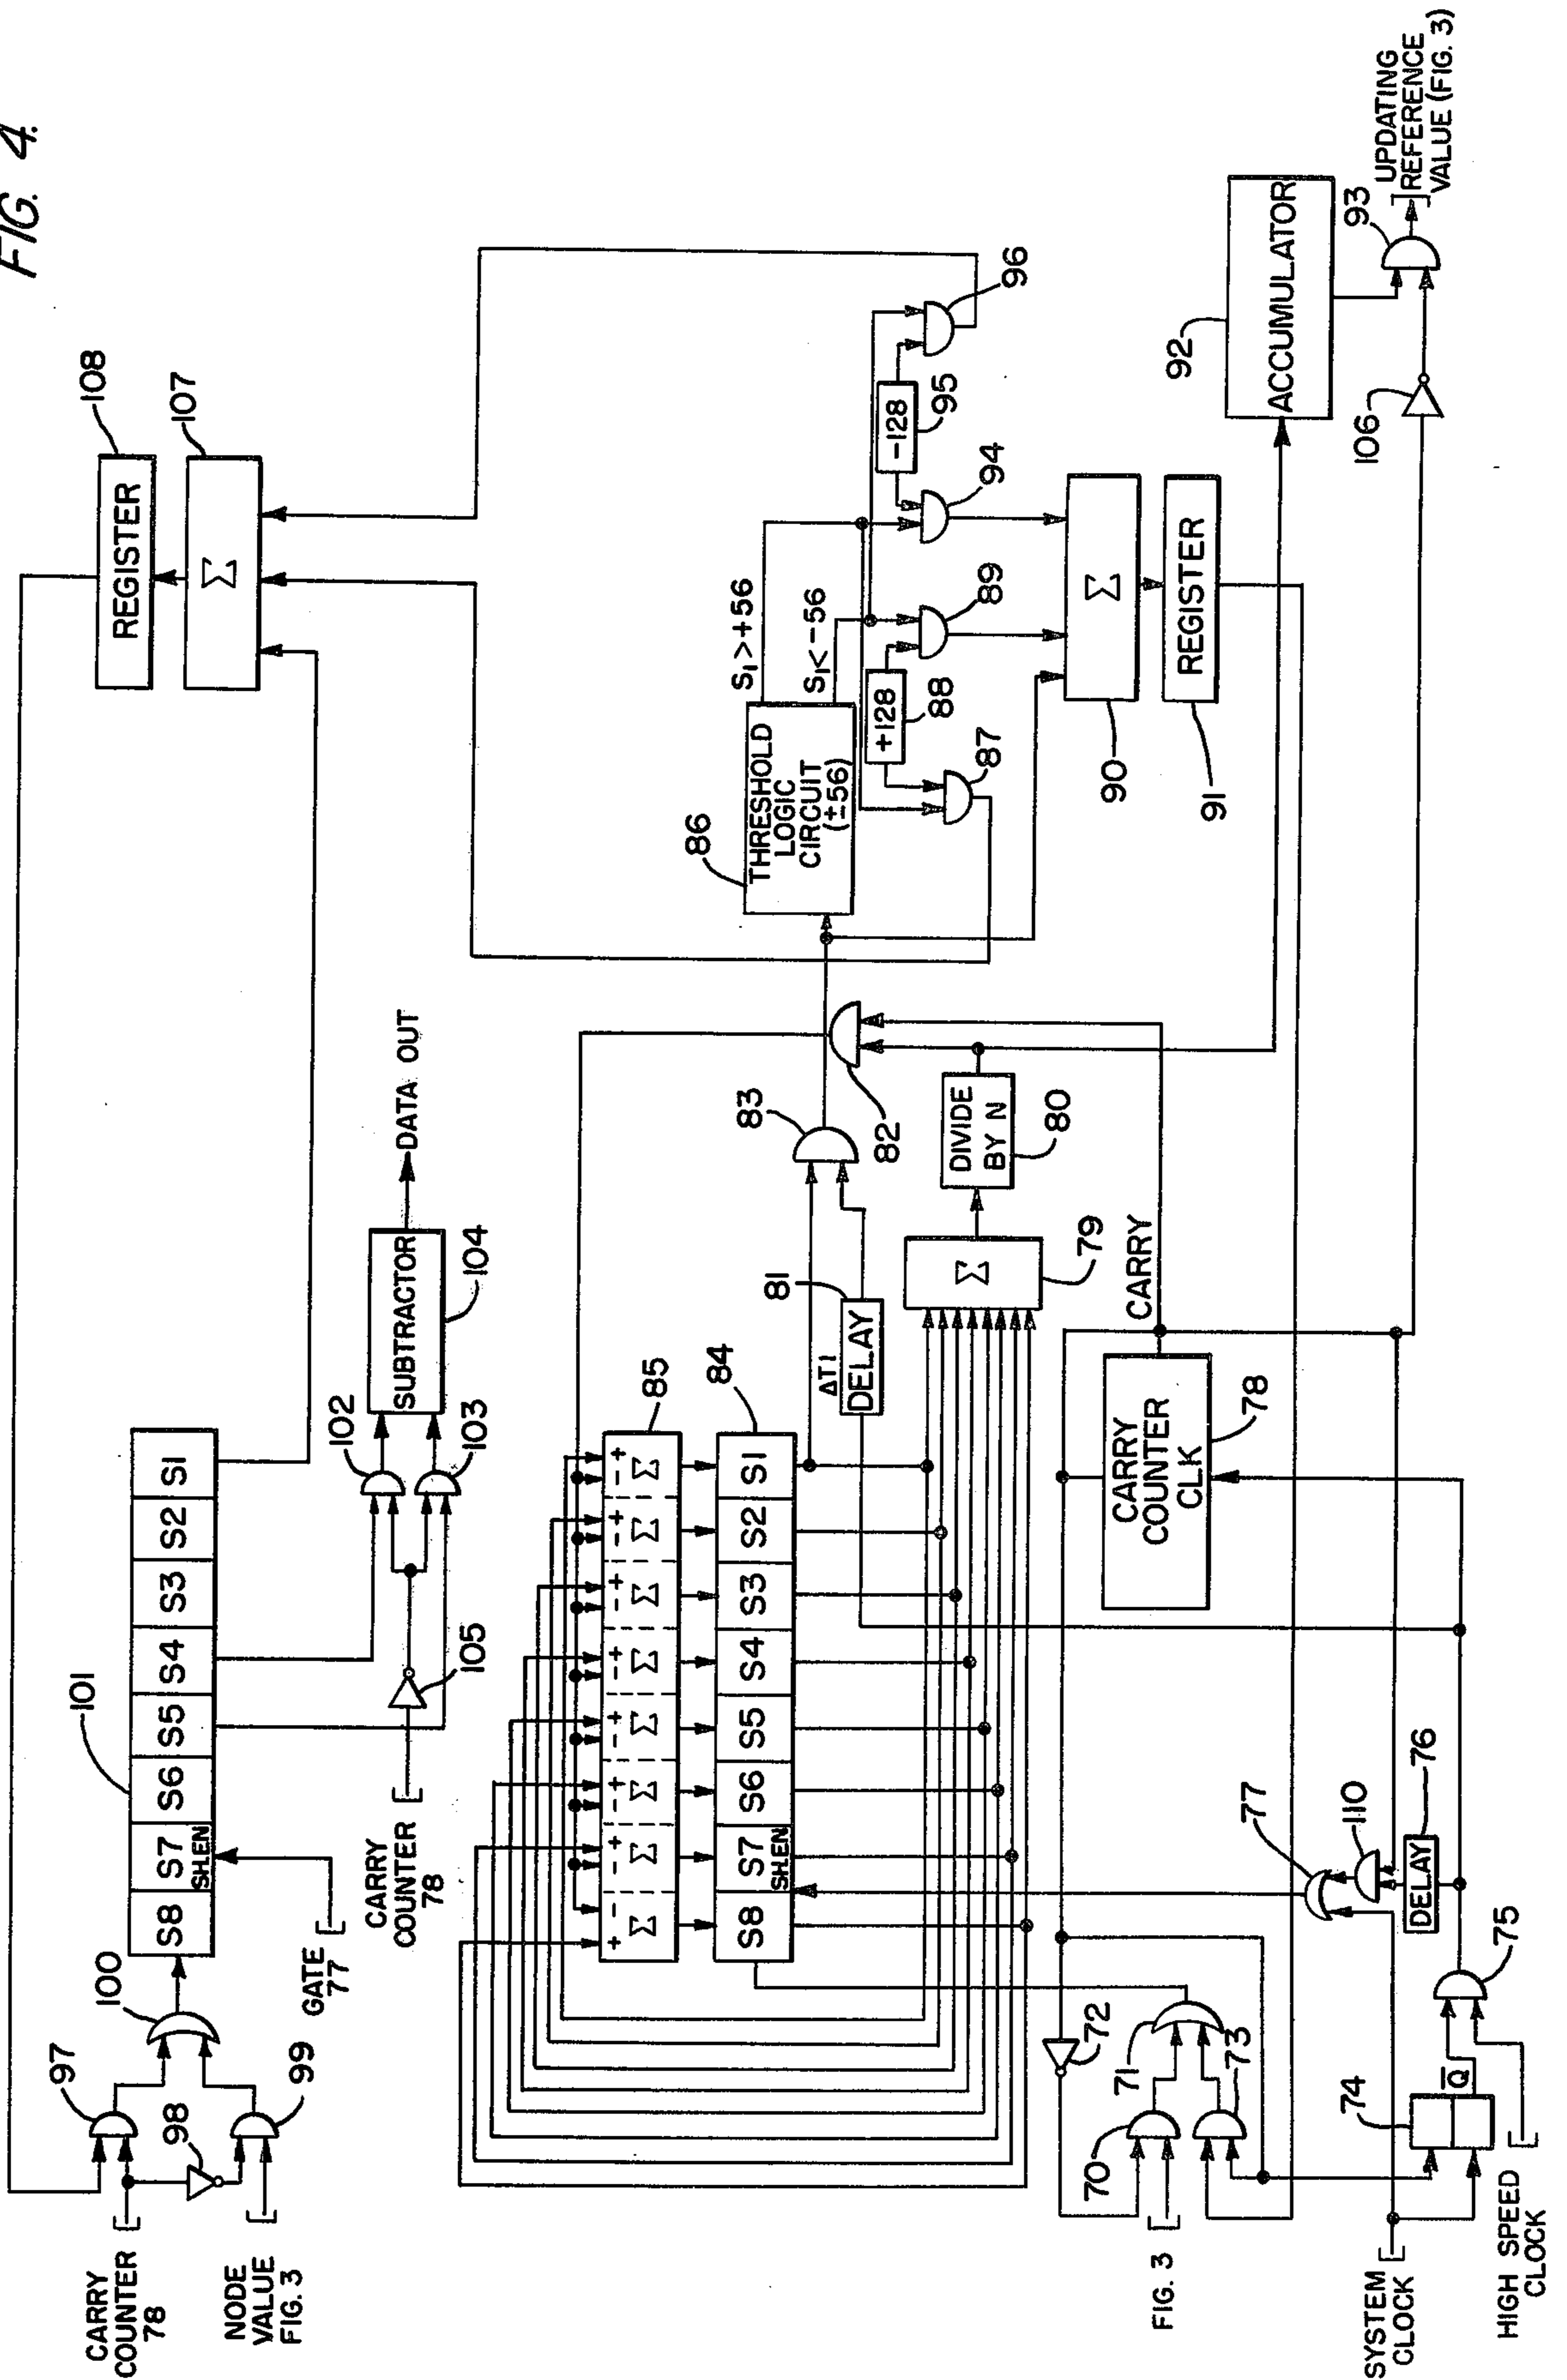 FIG. 4.
108
REGISTER
107
Σ
101
S8
S7
SH.EN
S6
S5
S4
S3
S2
S1
100
97
98
99
CARRY
COUNTER
78
NODE
VALUE
FIG. 3
GATE
77
CARRY
COUNTER
78
105
102
103
SUBTRACTOR
104
DATA OUT
85
+
-
Σ
-
+
Σ
-
+
Σ
-
+
Σ
-
+
Σ
-
+
Σ
-
+
Σ
-
+
Σ
84
S8
S7
SH.EN
S6
S5
S4
S3
S2
S1
ΔT1
DELAY
81
83
82
Σ
79
DIVIDE
BY N
80
86
THRESHOLD
LOGIC
CIRCUIT
(±56)
S1>+56
S1<-56
+128
88
87
89
-128
95
94
96
Σ
90
REGISTER
91
92
ACCUMULATOR
93
UPDATING
REFERENCE
VALUE (FIG. 3)
106
CARRY
CARRY
COUNTER
CLK
78
72
71
70
73
FIG. 3
77
110
DELAY
76
75
74
Q̄
SYSTEM
CLOCK
HIGH SPEED
CLOCK